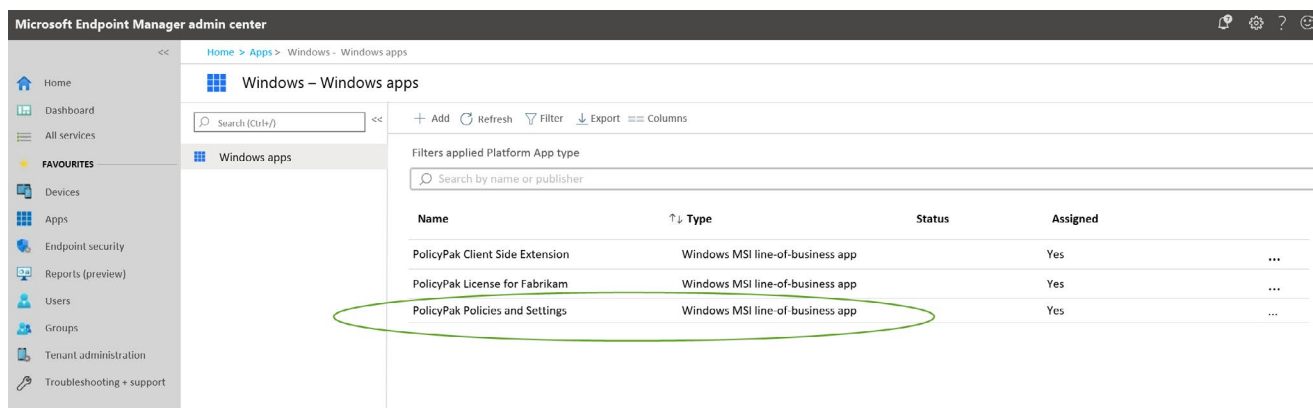 Microsoft Endpoint Manager admin center
<<
Home > Apps > Windows - Windows apps
Home
Dashboard
All services
FAVOURITES
Devices
Apps
Endpoint security
Reports (preview)
Users
Groups
Tenant administration
Troubleshooting + support
Windows – Windows apps
Search (Ctrl+/) <<
Windows apps
+ Add Refresh Filter Export Columns
Filters applied Platform App type
Search by name or publisher
Name ↑↓ Type Status Assigned
PolicyPak Client Side Extension Windows MSI line-of-business app Yes ...
PolicyPak License for Fabrikam Windows MSI line-of-business app Yes ...
PolicyPak Policies and Settings Windows MSI line-of-business app Yes ...